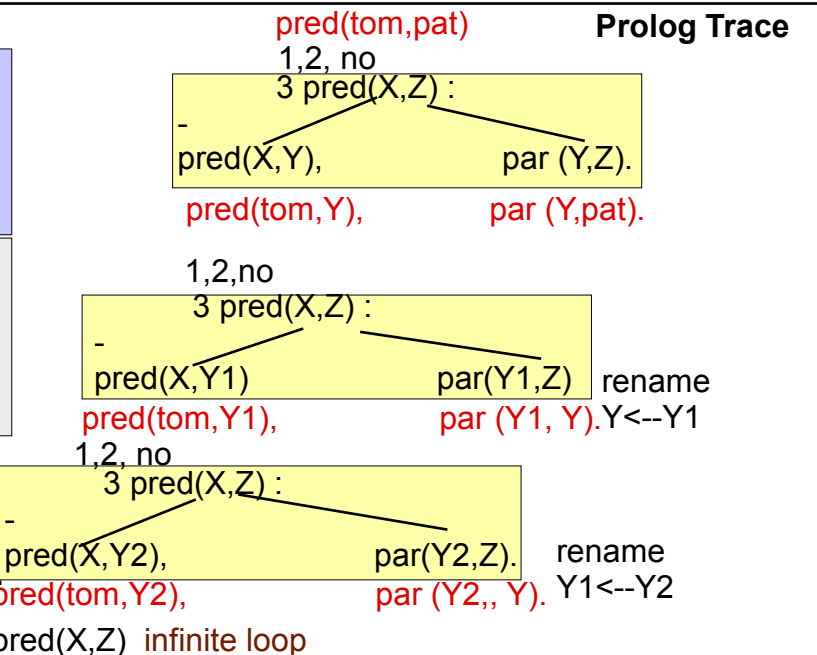 pred(tom,pat)
Prolog Trace
1,2, no
3 pred(X,Z) :
-
pred(X,Y), par (Y,Z).
pred(tom,Y), par (Y,pat).
1,2,no
3 pred(X,Z) :
-
pred(X,Y1) par(Y1,Z) rename
pred(tom,Y1), par (Y1, Y). Y<--Y1
1,2, no
3 pred(X,Z) :
-
pred(X,Y2), par(Y2,Z). rename
pred(tom,Y2), par (Y2,, Y). Y1<--Y2
pred(X,Z) infinite loop